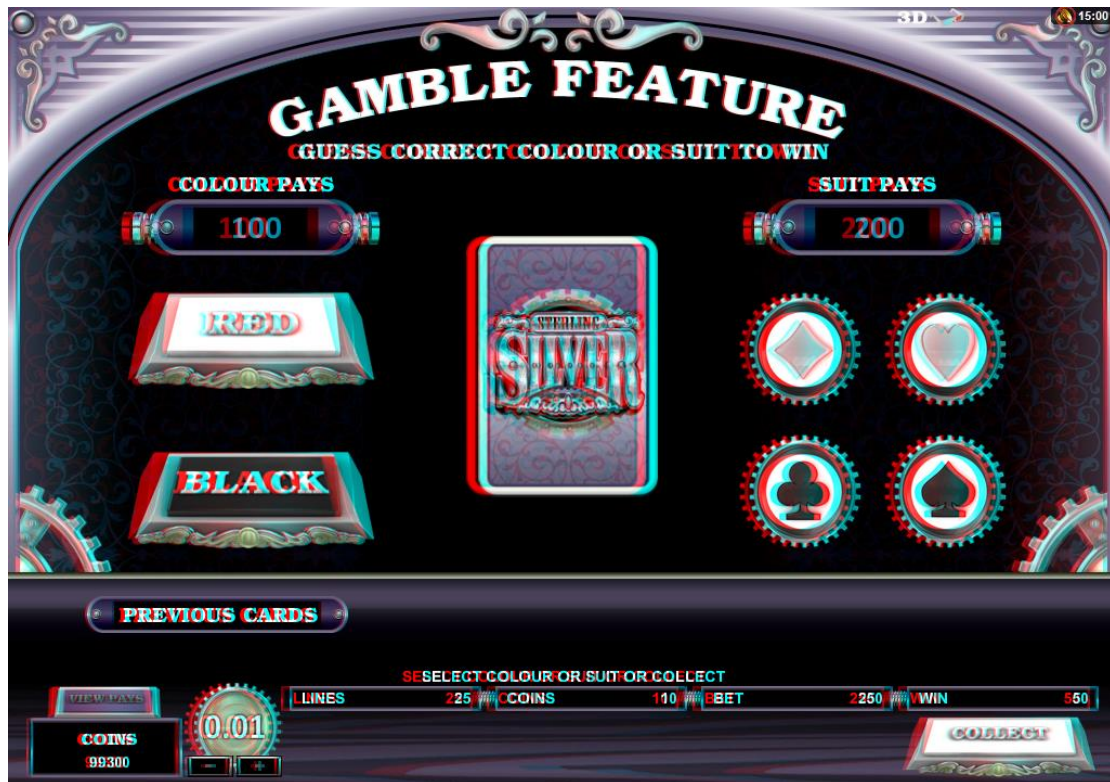 3D
15:00
GAMBLE FEATURE
GUESS CORRECT COLOUR OR SUIT TO WIN
COLOUR PAYS
100
SUIT PAYS
200
RED
STERLING
SILVER
BLACK
PREVIOUS CARDS
SELECT COLOUR OR SUIT OR COLLECT
VIEW PAYS
LINES 25 COINS 10 BET 250 WIN 50
0.01
COINS
99300
COLLECT